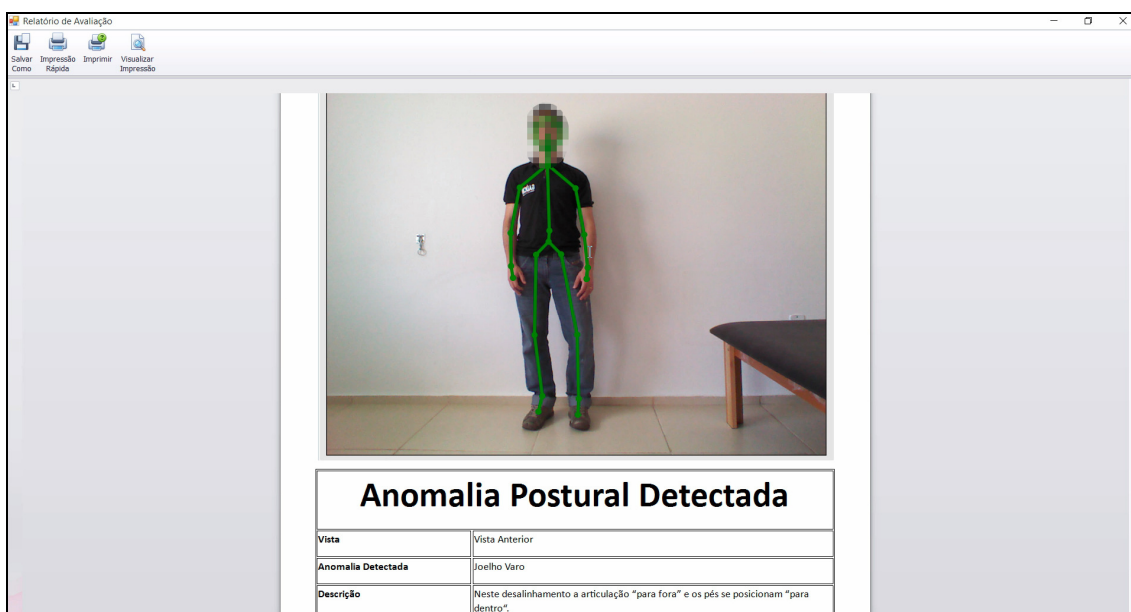 Relatório de Avaliação
Salvar Como
Impressão Rápida
Imprimir
Visualizar Impressão
Anomalia Postural Detectada
Vista
Vista Anterior
Anomalia Detectada
Joelho Varo
Descrição
Neste desalinhamento a articulação “para fora” e os pés se posicionam “para
dentro”.